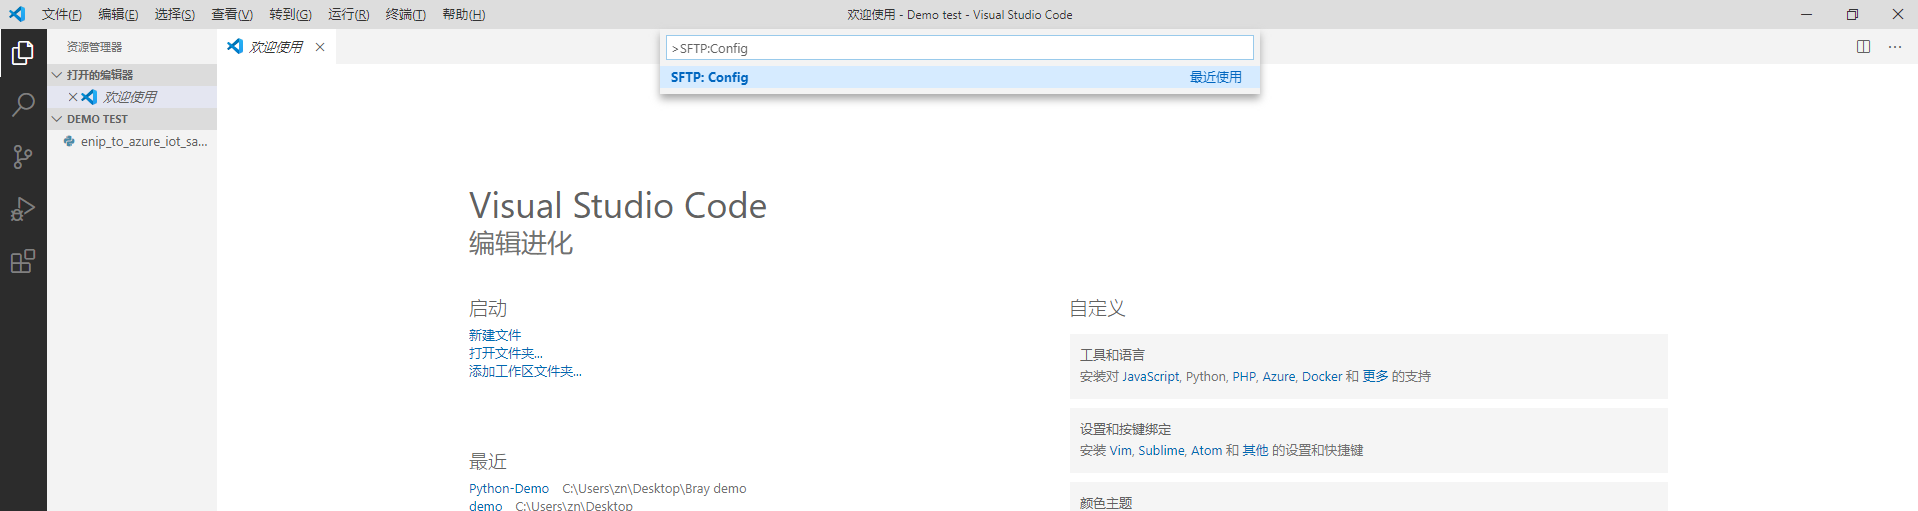 文件(F) 编辑(E) 选择(S) 查看(V) 转到(G) 运行(R) 终端(T) 帮助(H)
欢迎使用 - Demo test - Visual Studio Code
资源管理器
打开的编辑器
欢迎使用
DEMO TEST
enip_to_azure_iot_sa...
欢迎使用
>SFTP:Config
SFTP: Config 最近使用
Visual Studio Code
编辑进化
启动
新建文件
打开文件夹...
添加工作区文件夹...
最近
Python-Demo C:\Users\zn\Desktop\Bray demo
demo C:\Users\zn\Desktop
自定义
工具和语言
安装对 JavaScript, Python, PHP, Azure, Docker 和 更多 的支持
设置和按键绑定
安装 Vim, Sublime, Atom 和 其他 的设置和快捷键
颜色主题